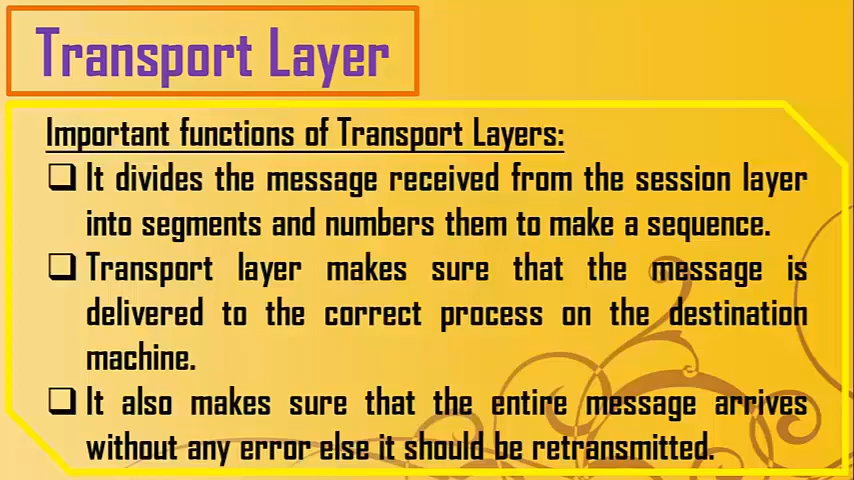 Transport Layer
Important functions of Transport Layers:
It divides the message received from the session layer
into segments and numbers them to make a sequence.
Transport layer makes sure that the message is
delivered to the correct process on the destination
machine.
It also makes sure that the entire message arrives
without any error else it should be retransmitted.